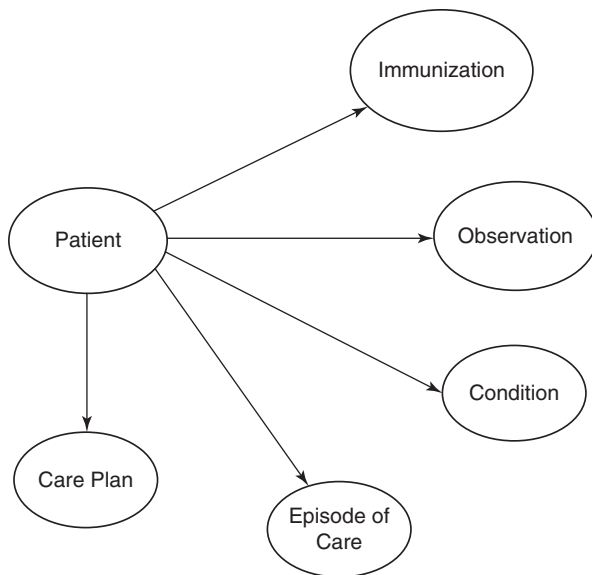 Immunization
Patient
Observation
Condition
Care Plan
Episode of
Care